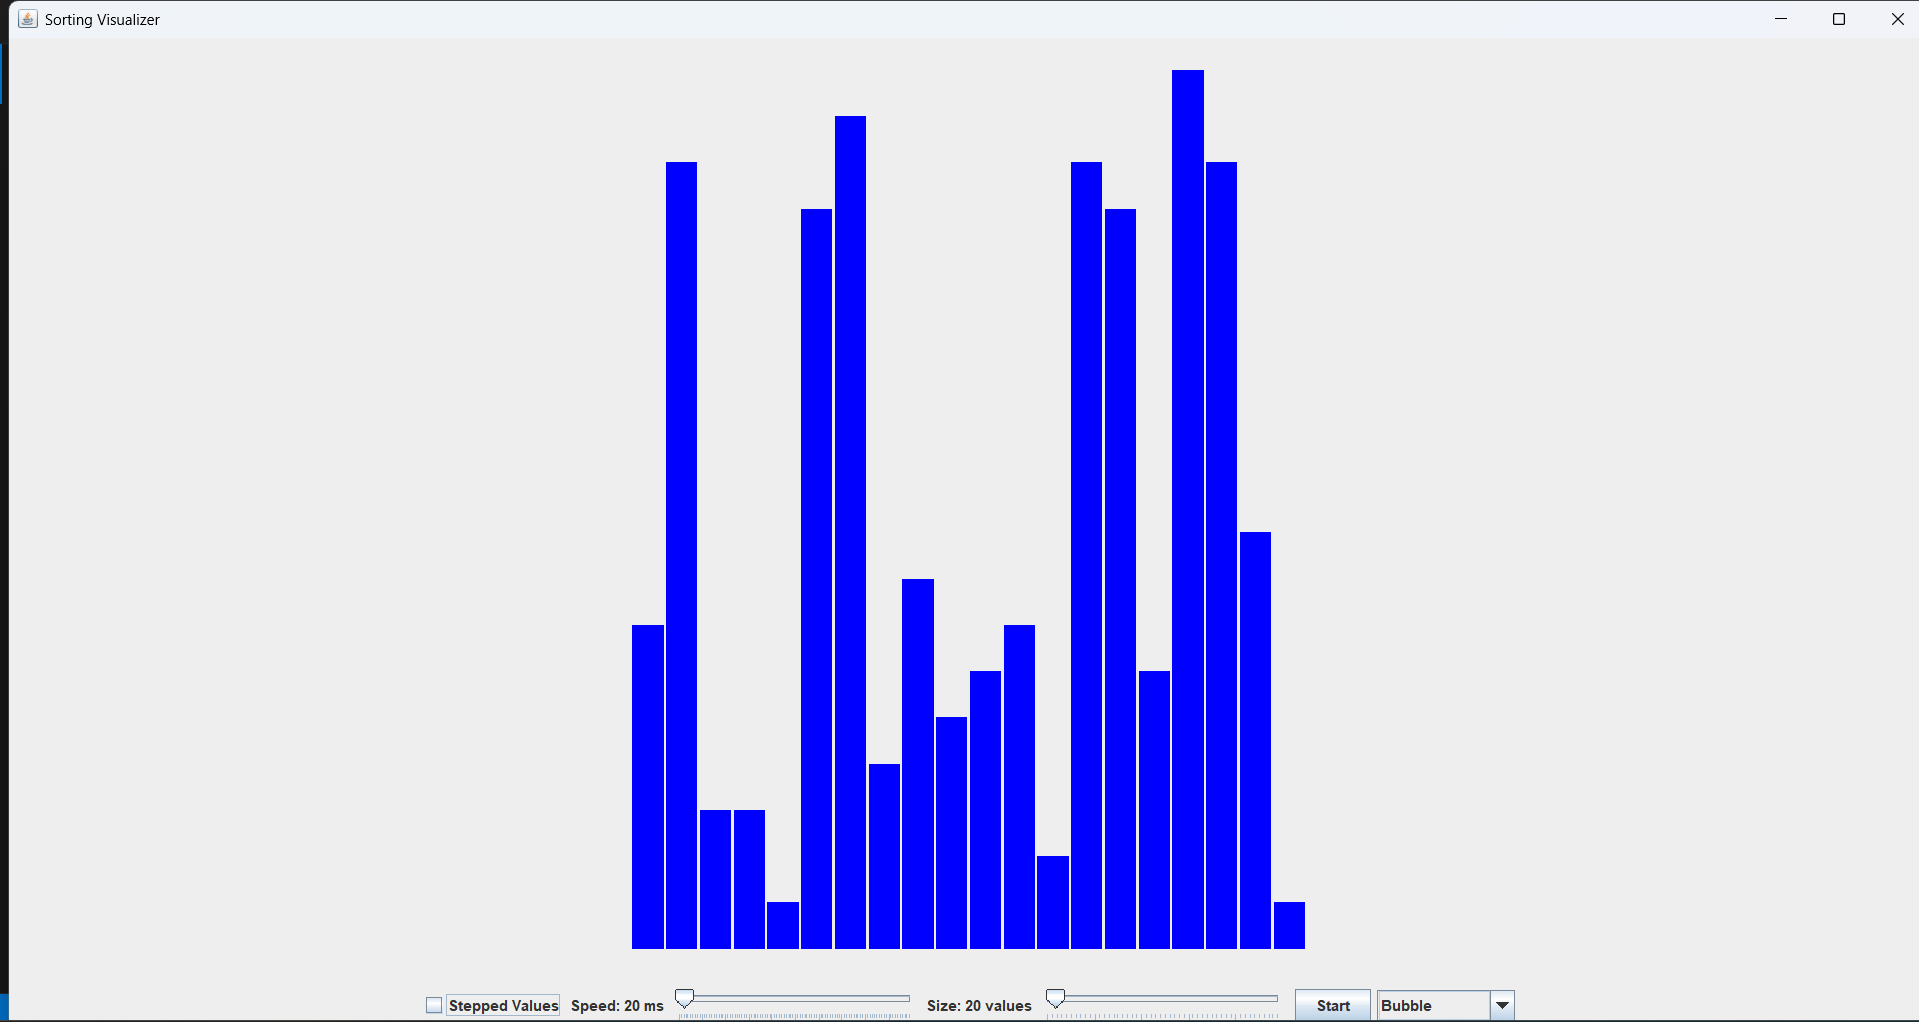 Sorting Visualizer
Stepped Values Speed: 20 ms Size: 20 values Start Bubble